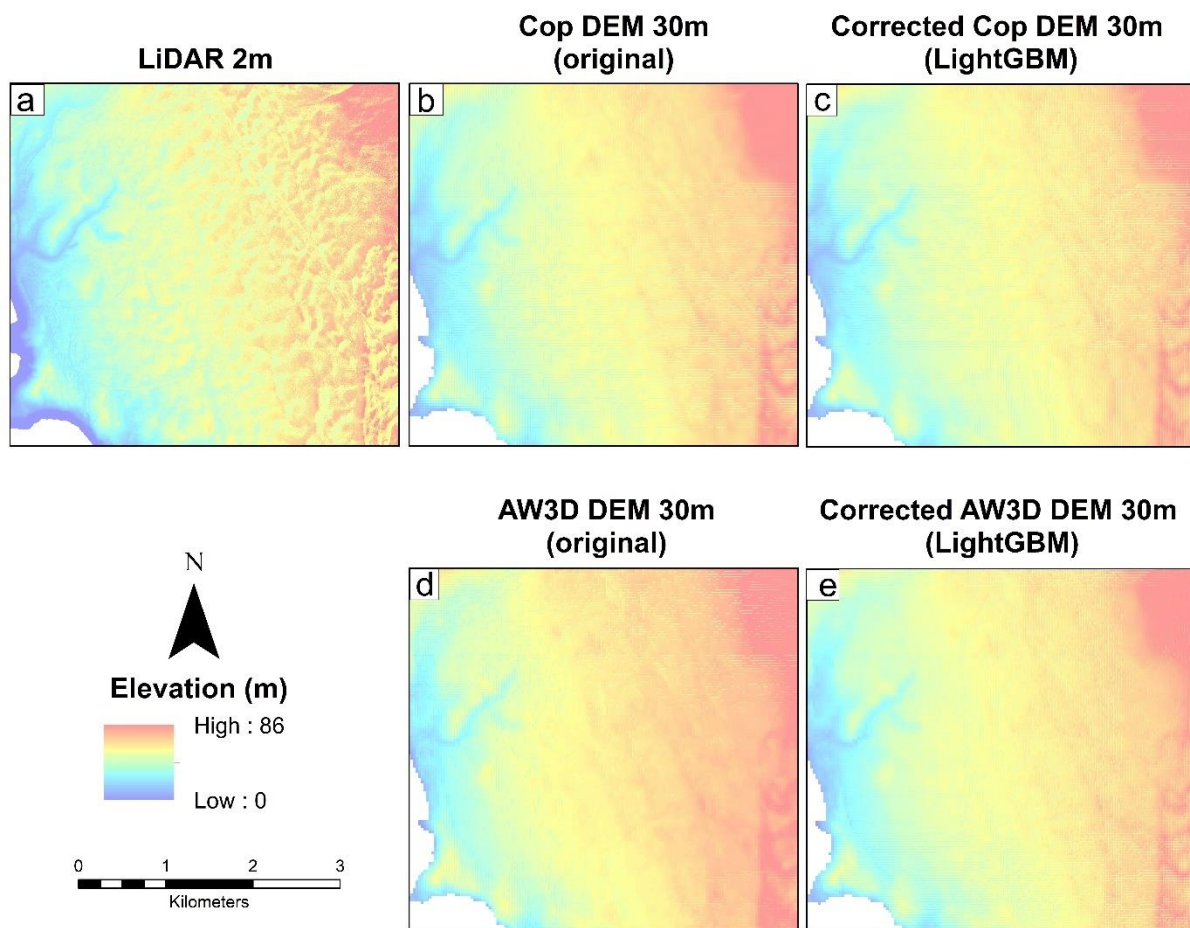 LiDAR 2m
Cop DEM 30m
(original)
Corrected Cop DEM 30m
(LightGBM)
a
b
c
AW3D DEM 30m
(original)
Corrected AW3D DEM 30m
(LightGBM)
d
e
N
Elevation (m)
High : 86
Low : 0
0 1 2 3
Kilometers